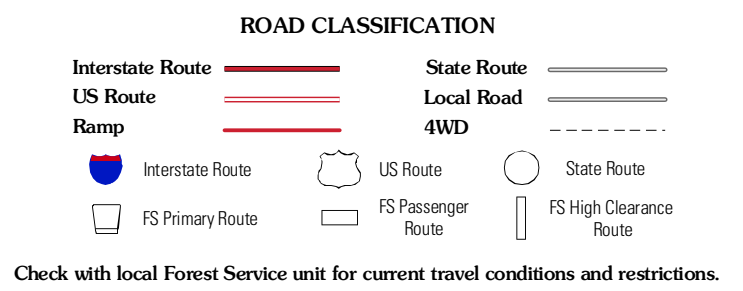 ROAD CLASSIFICATION
Interstate Route
State Route
US Route
Local Road
Ramp
4WD
Interstate Route
US Route
State Route
FS Primary Route
FS Passenger
Route
FS High Clearance
Route
Check with local Forest Service unit for current travel conditions and restrictions.